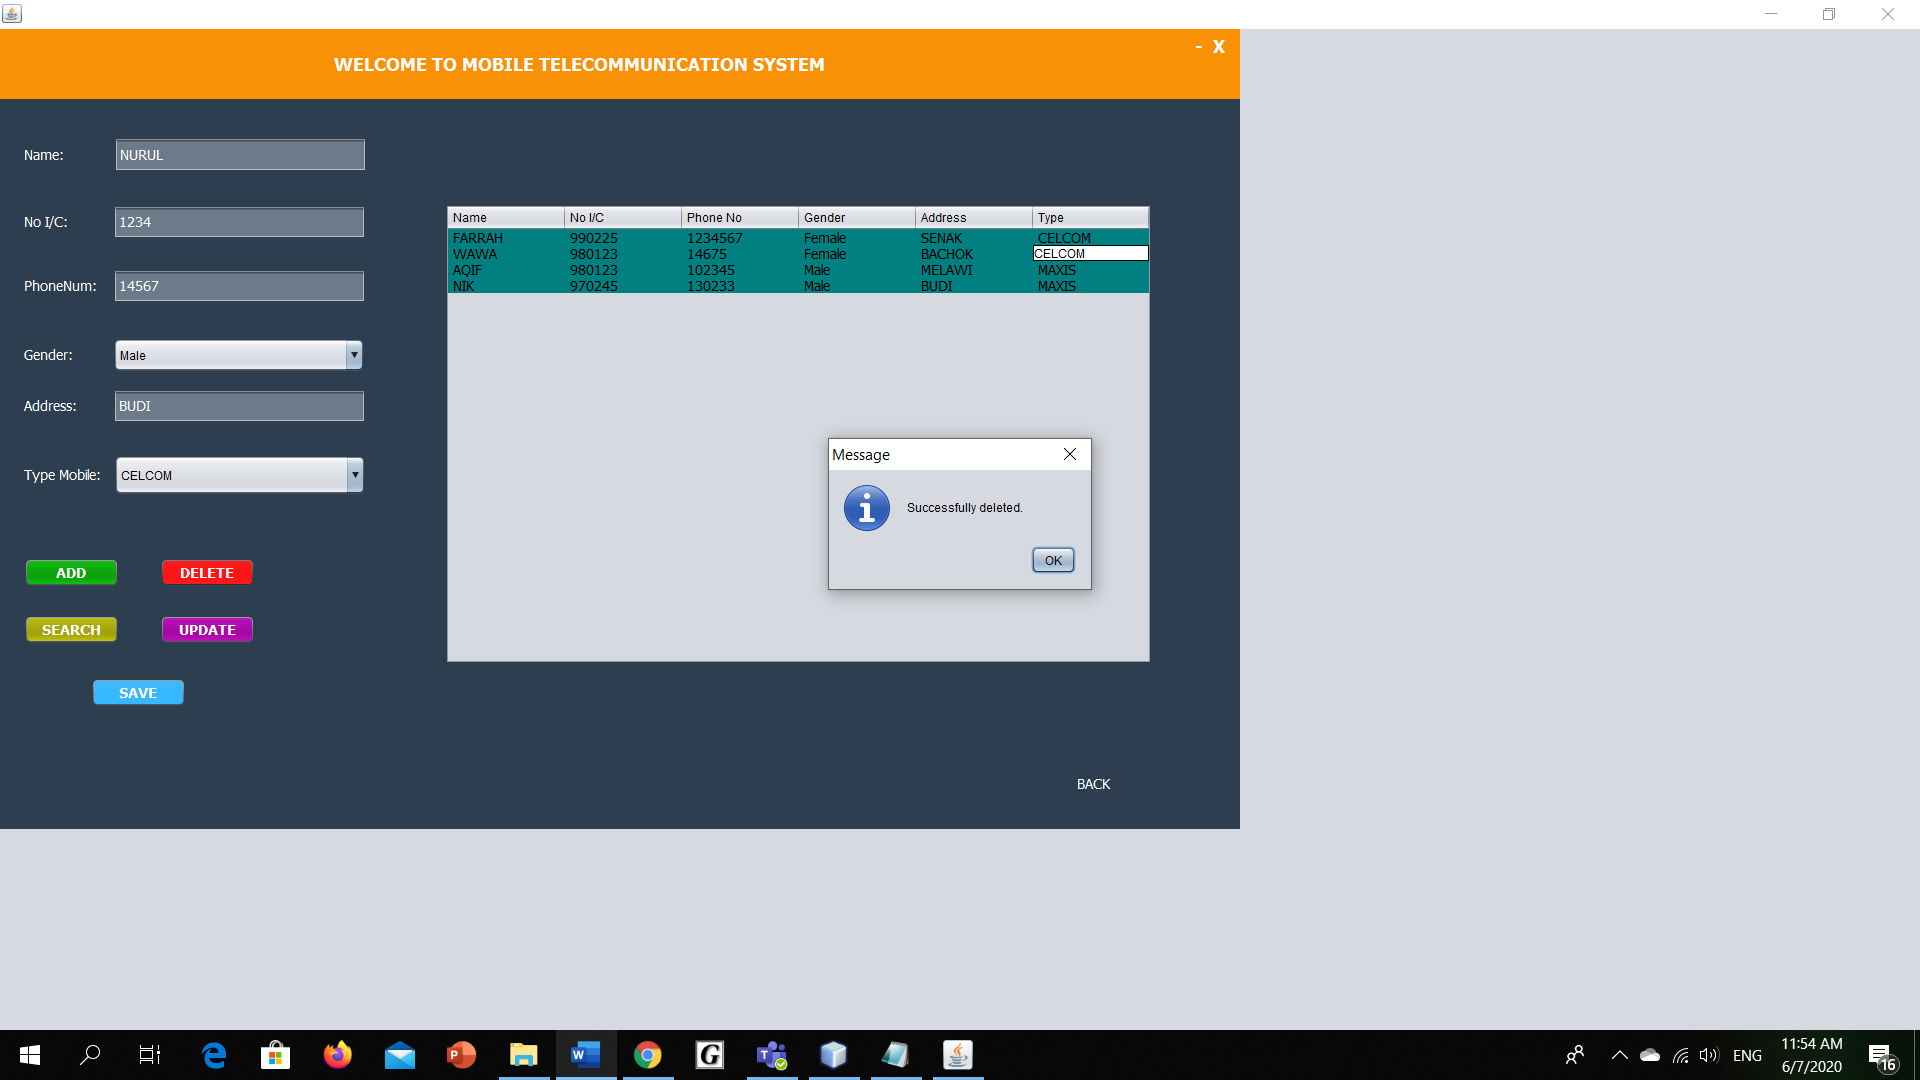 - X
WELCOME TO MOBILE TELECOMMUNICATION SYSTEM
Name: NURUL
No I/C: 1234
PhoneNum: 14567
Gender: Male
Address: BUDI
Type Mobile: CELCOM
ADD DELETE
SEARCH UPDATE
SAVE
Name No I/C Phone No Gender Address Type
FARRAH 990225 1234567 Female SENAK CELCOM
WAWA 980123 14675 Female BACHOK CELCOM
AQIF 980123 102345 Male MELAWI MAXIS
NIK 970245 130233 Male BUDI MAXIS
Message
Successfully deleted.
OK
BACK
ENG
11:54 AM
6/7/2020
16